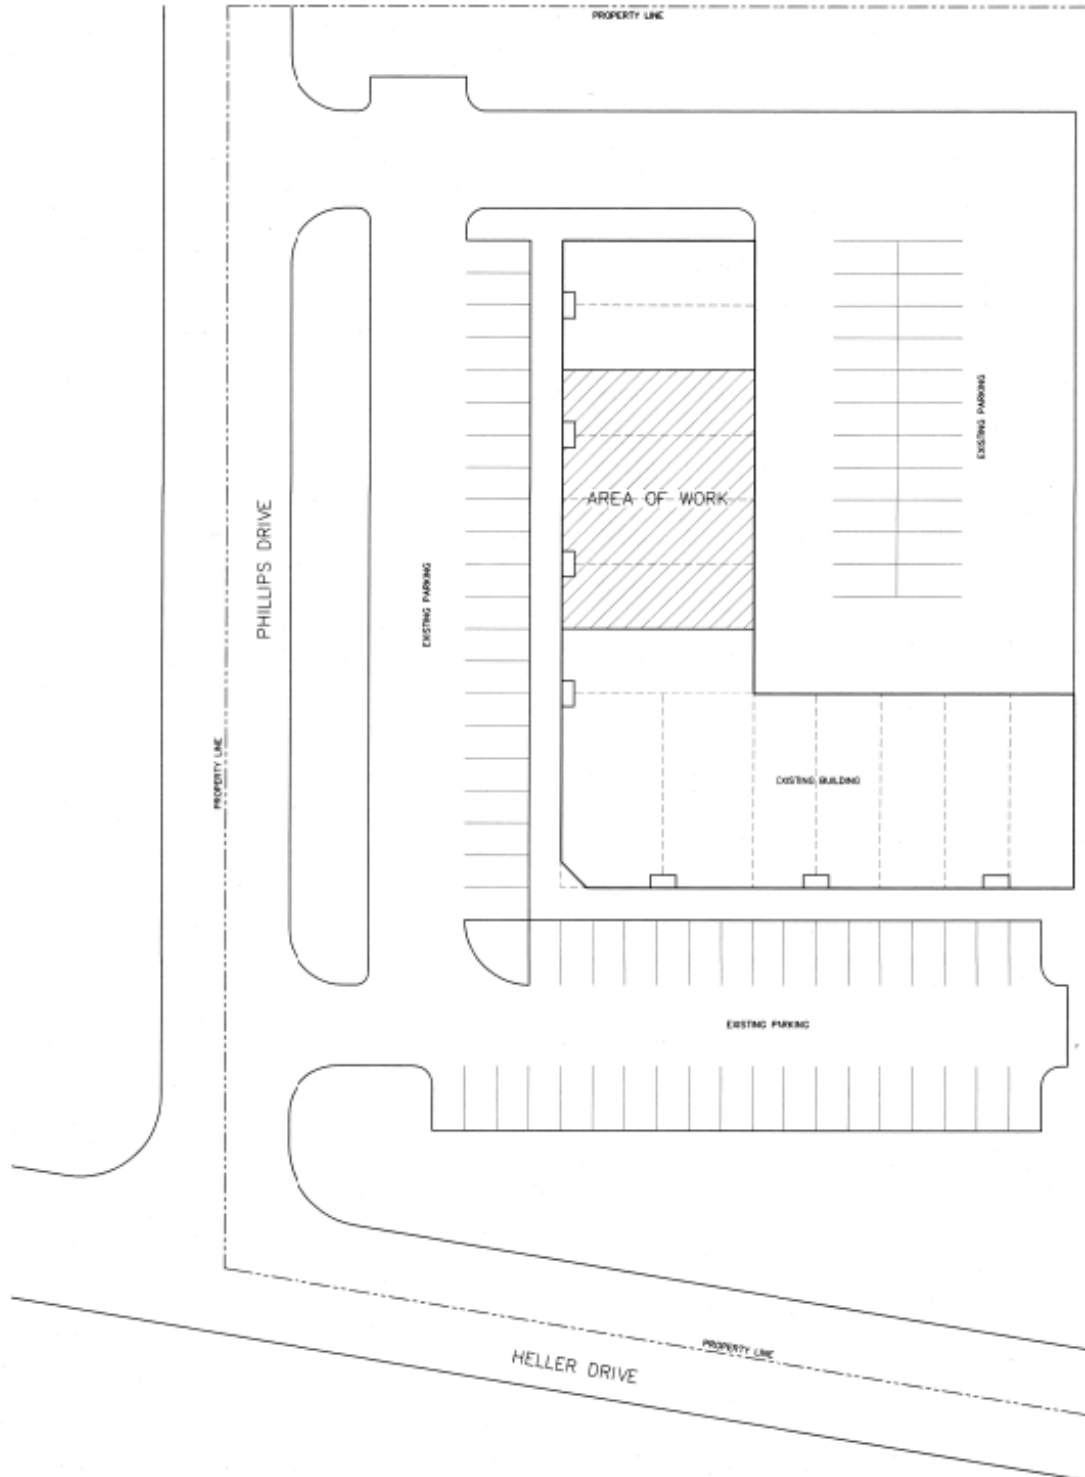 PROPERTY LINE
EXISTING PARKING
AREA OF WORK
PHILLIPS DRIVE
EXISTING PARKING
PROPERTY LINE
EXISTING BUILDING
EXISTING PARKING
PROPERTY LINE
HELLER DRIVE